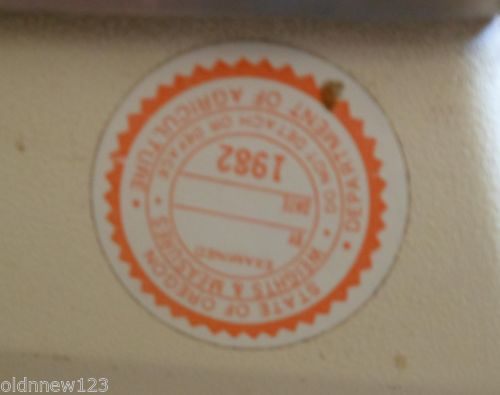 STATE OF OREGON
WEIGHTS & MEASURES
EXAMINED
BY
DATE
1982
DO NOT DETACH OR DEFACE
DEPARTMENT OF AGRICULTURE
oldnnew123